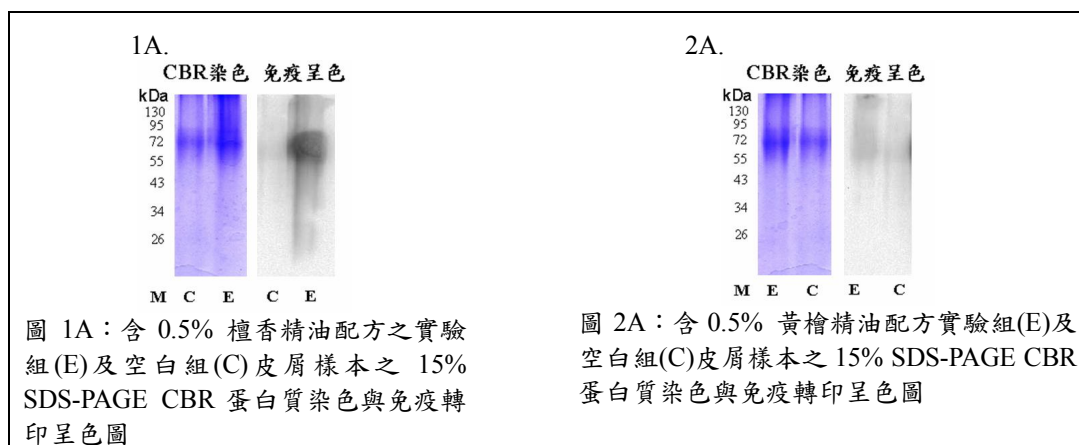 1A.
CBR染色 免疫呈色
kDa
130
95
72
55
43
34
26
M C E C E
圖 1A：含 0.5% 檀香精油配方之實驗
組(E)及空白組(C)皮屑樣本之 15%
SDS-PAGE CBR 蛋白質染色與免疫轉
印呈色圖
2A.
CBR染色 免疫呈色
kDa
130
95
72
55
43
34
26
M E C E C
圖 2A：含 0.5% 黃檜精油配方實驗組(E)及
空白組(C)皮屑樣本之 15% SDS-PAGE CBR
蛋白質染色與免疫轉印呈色圖